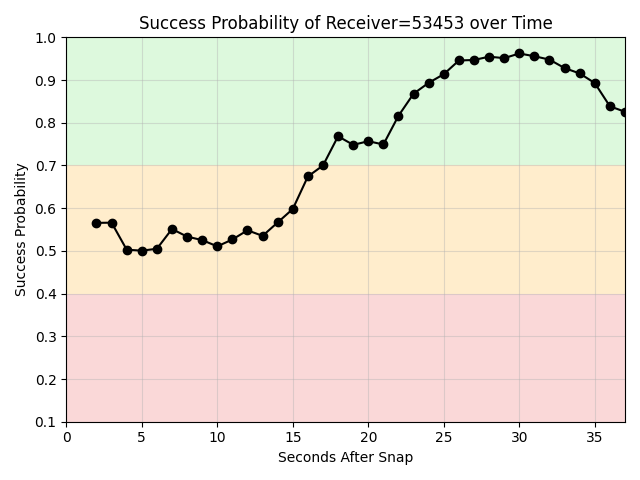 Success Probability of Receiver=53453 over Time
1.0
0.9
0.8
0.7
0.6
0.5
0.4
0.3
0.2
0.1
Success Probability
0 5 10 15 20 25 30 35
Seconds After Snap